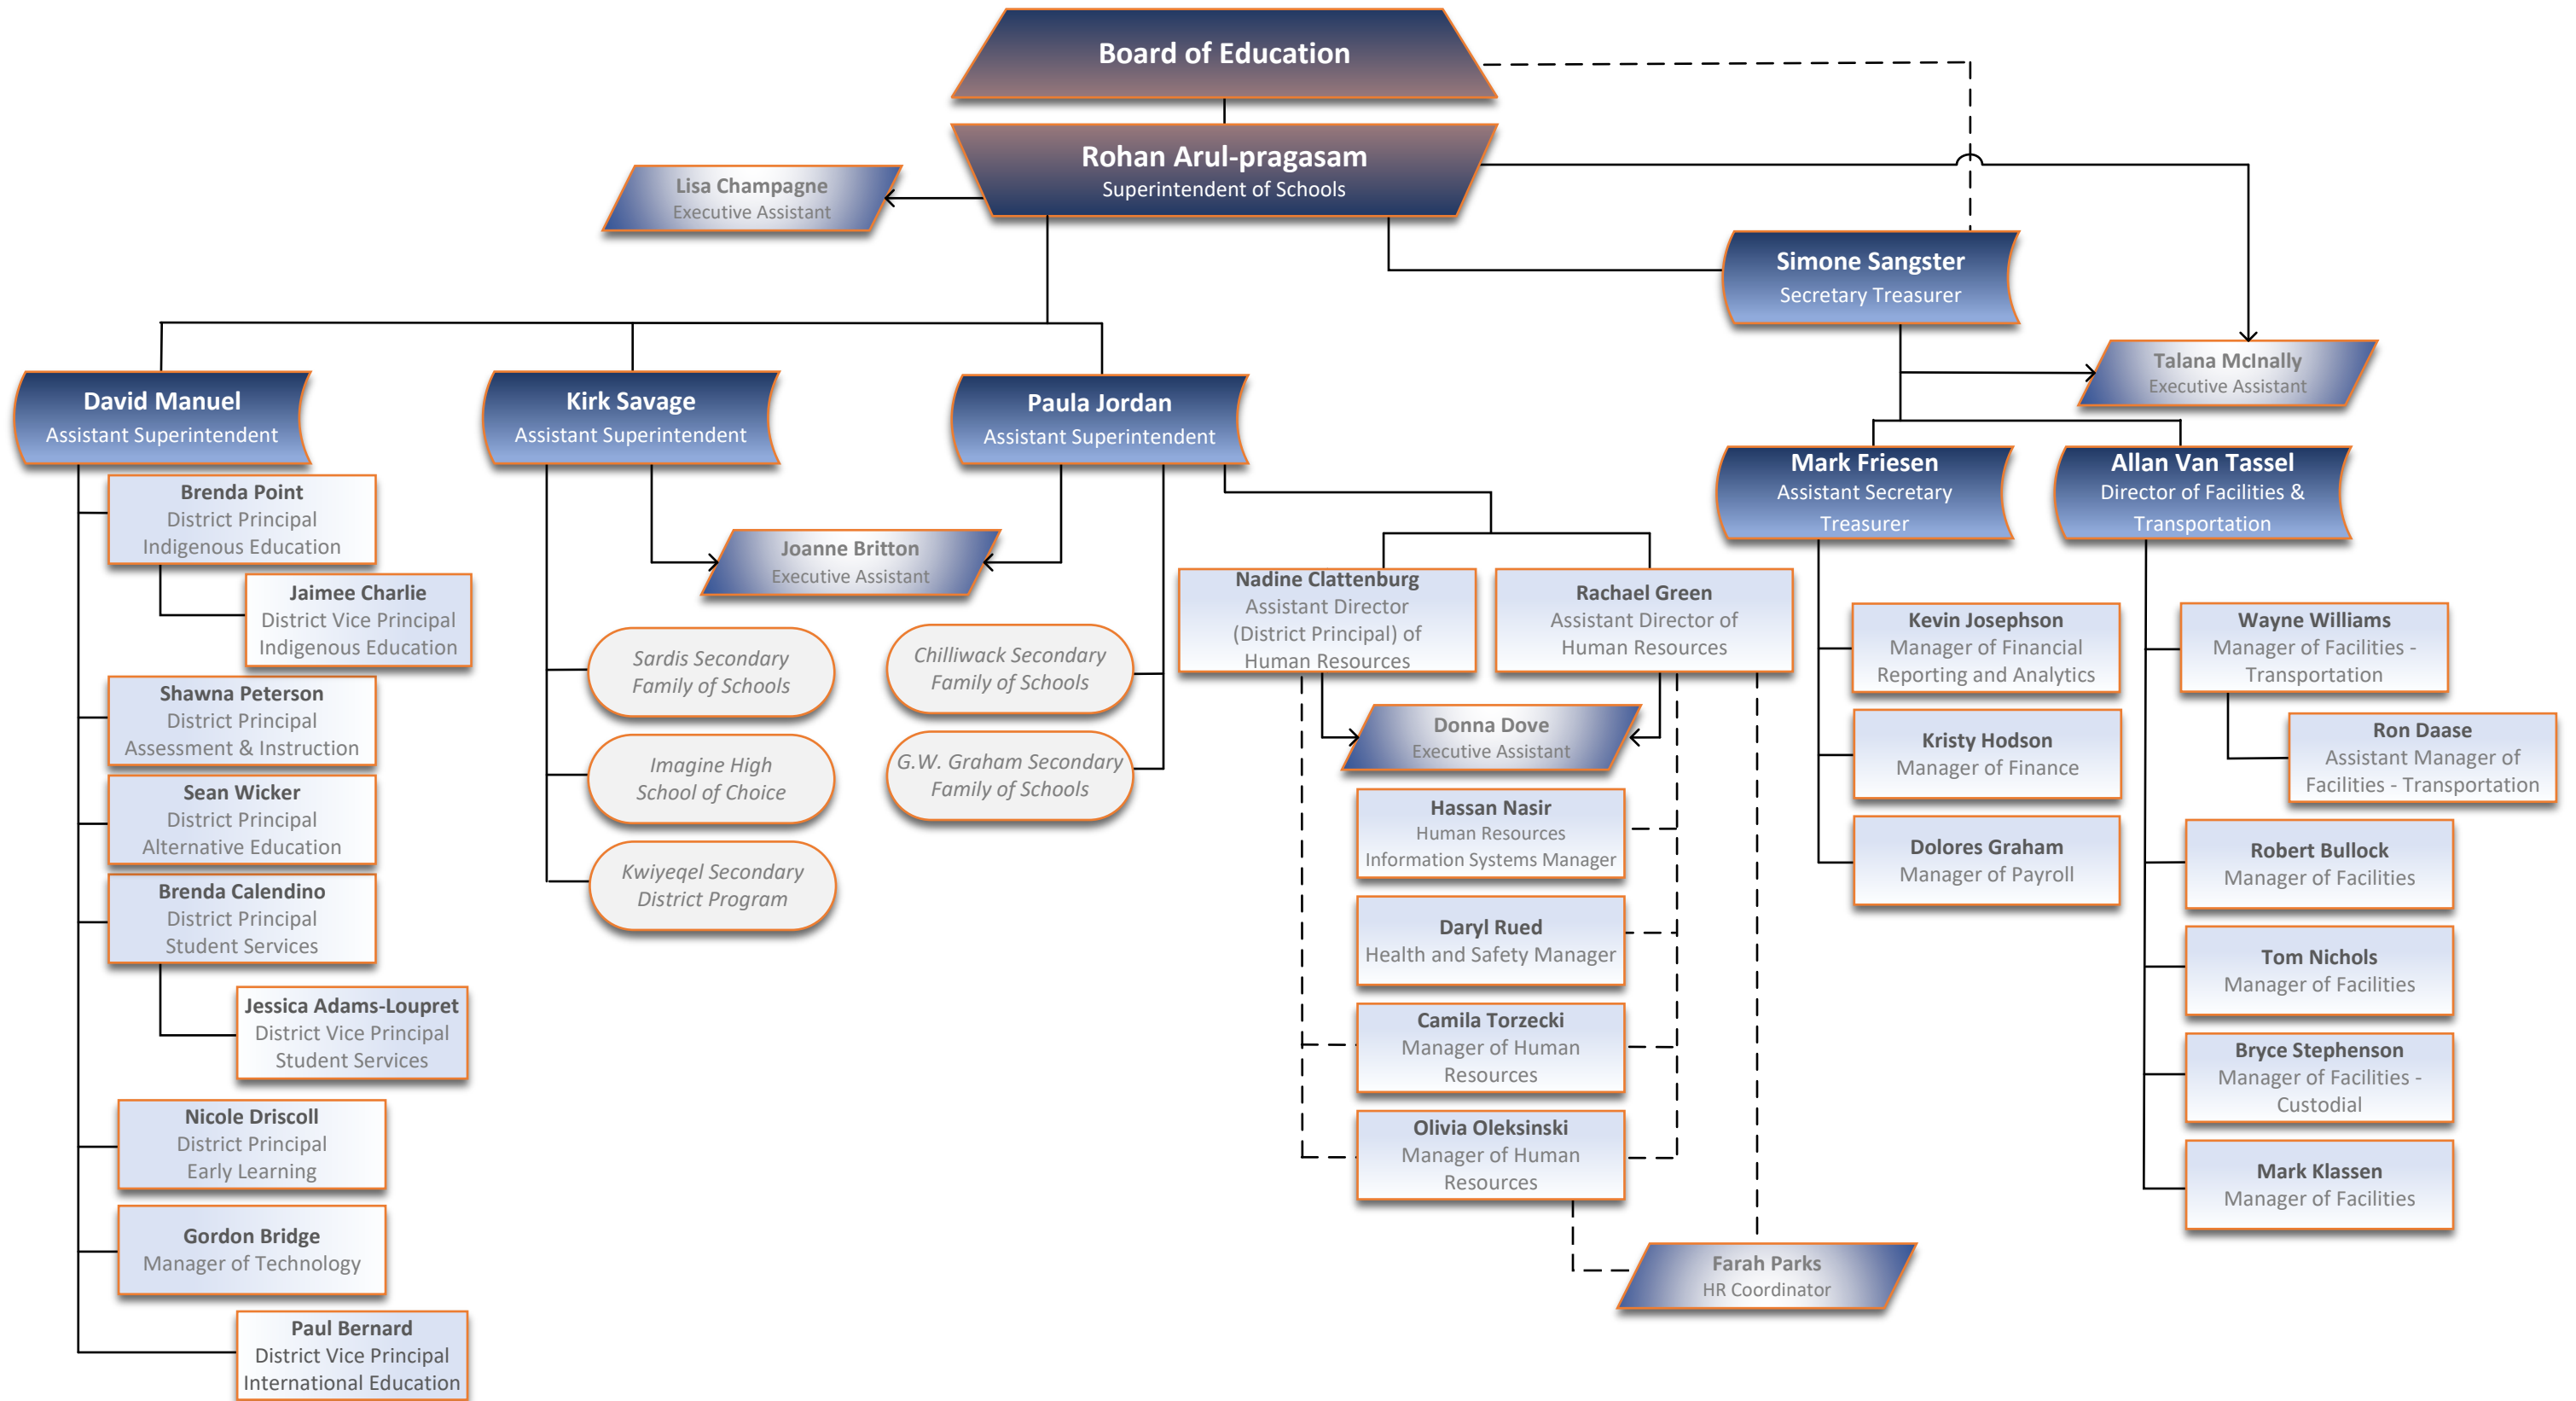 Board of Education
Rohan Arul-pragasam
Superintendent of Schools
Lisa Champagne
Executive Assistant
Simone Sangster
Secretary Treasurer
Talana McInally
Executive Assistant
David Manuel
Assistant Superintendent
Kirk Savage
Assistant Superintendent
Paula Jordan
Assistant Superintendent
Mark Friesen
Assistant Secretary
Treasurer
Allan Van Tassel
Director of Facilities &
Transportation
Brenda Point
District Principal
Indigenous Education
Jaimee Charlie
District Vice Principal
Indigenous Education
Shawna Peterson
District Principal
Assessment & Instruction
Sean Wicker
District Principal
Alternative Education
Brenda Calendino
District Principal
Student Services
Jessica Adams-Loupret
District Vice Principal
Student Services
Nicole Driscoll
District Principal
Early Learning
Gordon Bridge
Manager of Technology
Paul Bernard
District Vice Principal
International Education
Joanne Britton
Executive Assistant
Sardis Secondary
Family of Schools
Imagine High
School of Choice
Kwiyeqel Secondary
District Program
Chilliwack Secondary
Family of Schools
G.W. Graham Secondary
Family of Schools
Nadine Clattenburg
Assistant Director
(District Principal) of
Human Resources
Rachael Green
Assistant Director of
Human Resources
Donna Dove
Executive Assistant
Hassan Nasir
Human Resources
Information Systems Manager
Daryl Rued
Health and Safety Manager
Camila Torzecki
Manager of Human
Resources
Olivia Oleksinski
Manager of Human
Resources
Farah Parks
HR Coordinator
Kevin Josephson
Manager of Financial
Reporting and Analytics
Kristy Hodson
Manager of Finance
Dolores Graham
Manager of Payroll
Wayne Williams
Manager of Facilities -
Transportation
Ron Daase
Assistant Manager of
Facilities - Transportation
Robert Bullock
Manager of Facilities
Tom Nichols
Manager of Facilities
Bryce Stephenson
Manager of Facilities -
Custodial
Mark Klassen
Manager of Facilities